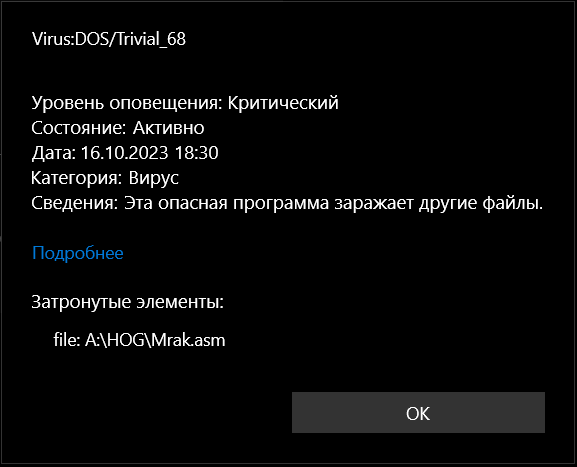 Virus:DOS/Trivial_68
Уровень оповещения: Критический
Состояние: Активно
Дата: 16.10.2023 18:30
Категория: Вирус
Сведения: Эта опасная программа заражает другие файлы.
Подробнее
Затронутые элементы:
file: A:\HOG\Mrak.asm
OK